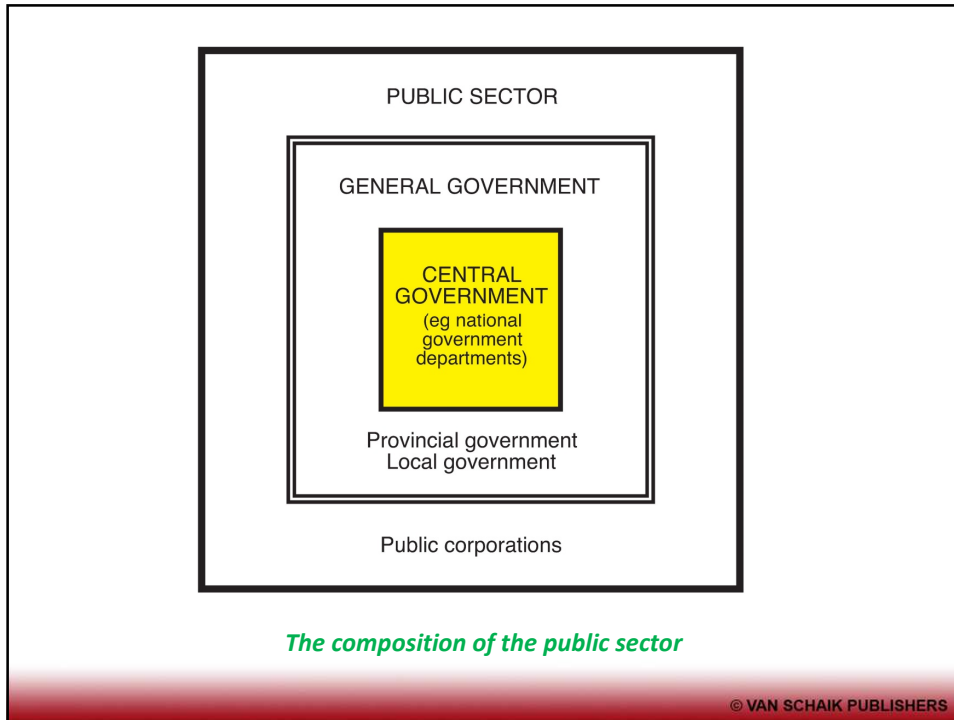 PUBLIC SECTOR
GENERAL GOVERNMENT
CENTRAL
GOVERNMENT
(eg national
government
departments)
Provincial government
Local government
Public corporations
The composition of the public sector
© VAN SCHAIK PUBLISHERS